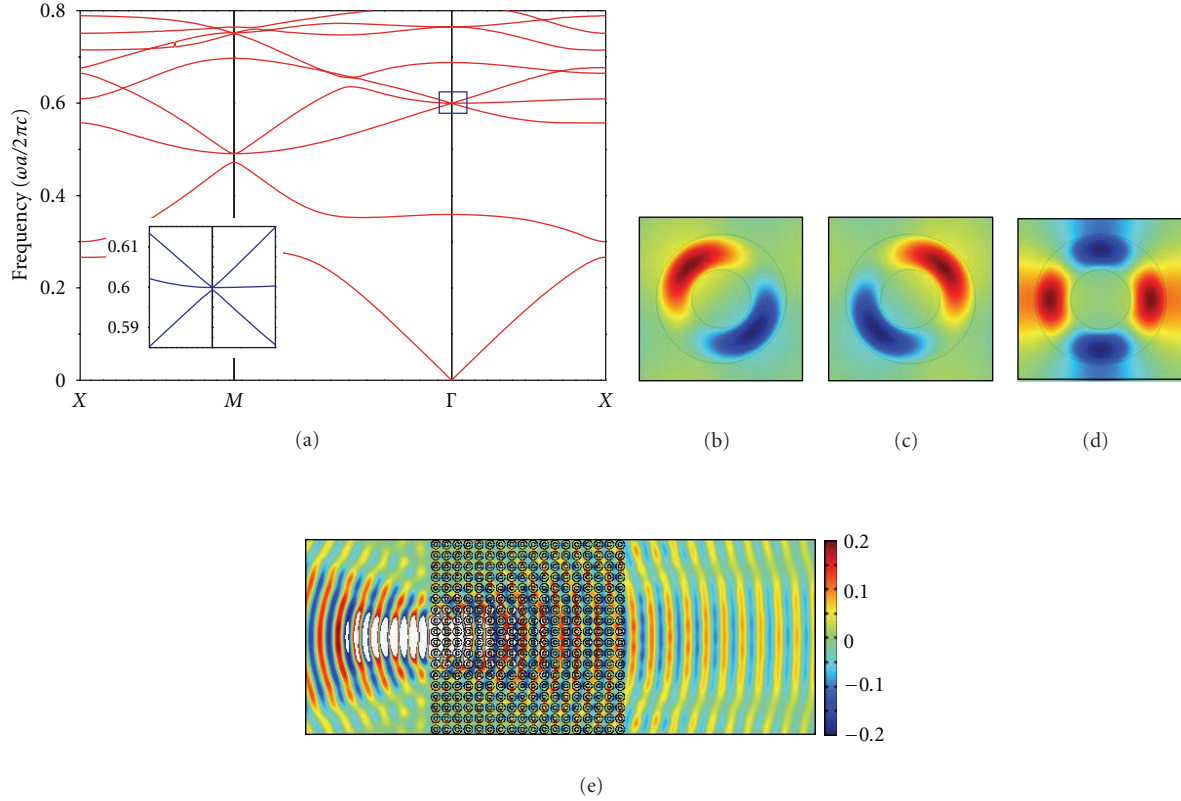 0.8
0.6
0.4
0.2
0
Frequency (ωa/2πc)
0.61
0.6
0.59
X
M
Γ
X
(a)
(b)
(c)
(d)
0.2
0.1
0
−0.1
−0.2
(e)